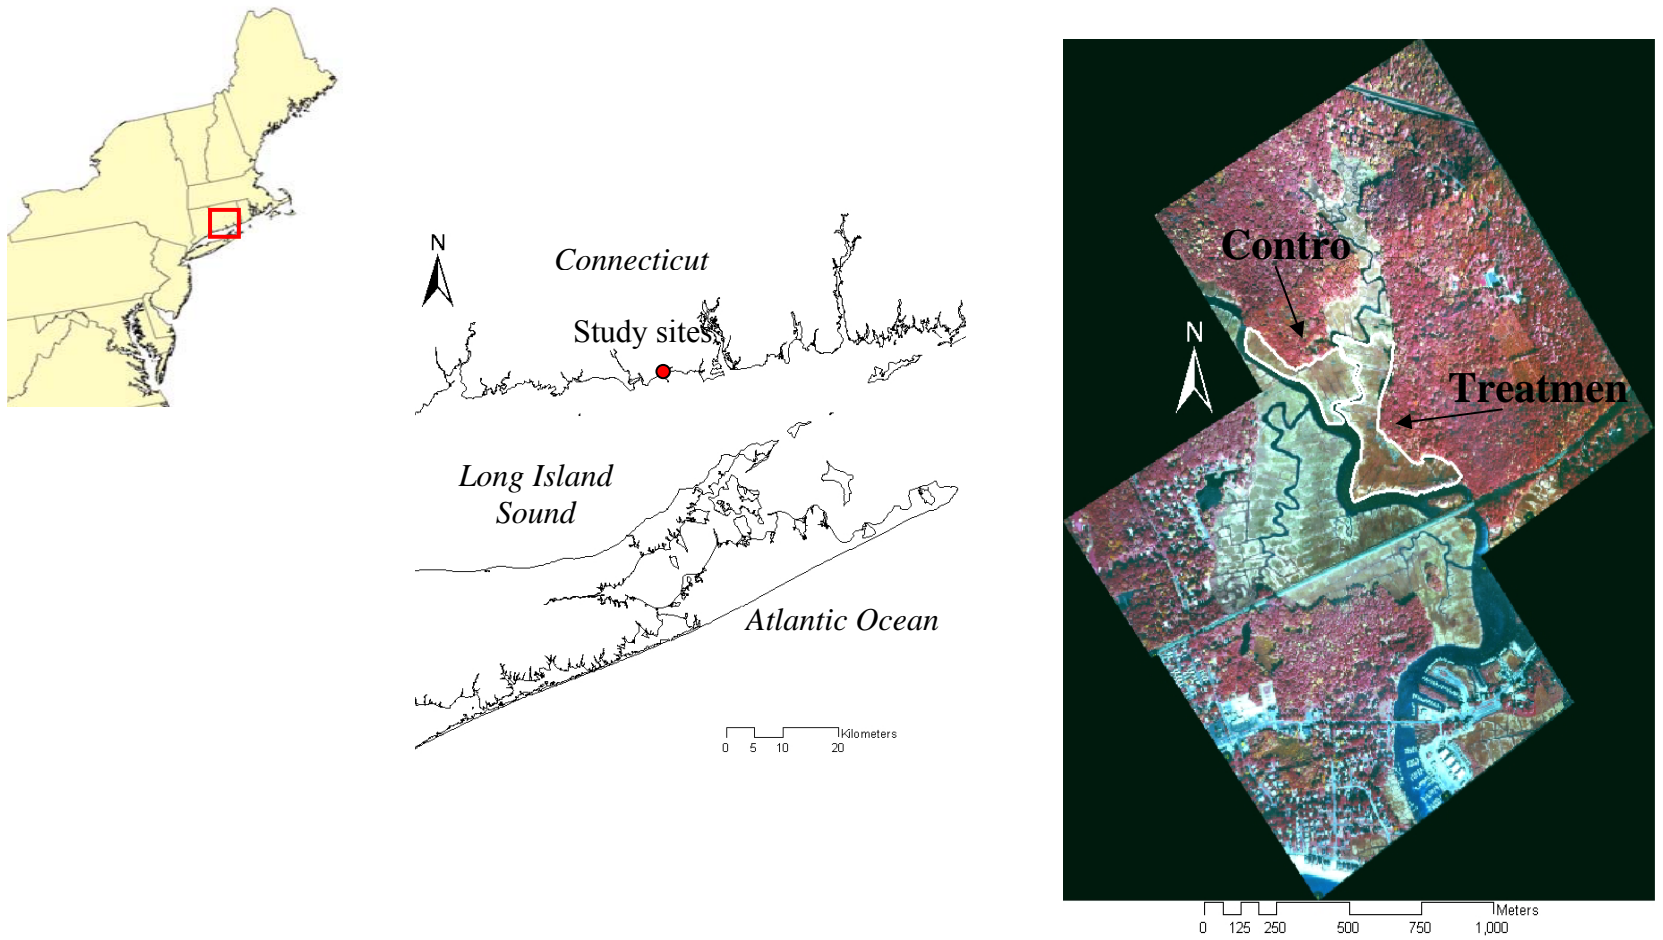 N
Connecticut
Study sites
Long Island
Sound
Atlantic Ocean
Kilometers
0 5 10 20
Contro
N
Treatmen
Meters
0 125 250 500 750 1,000